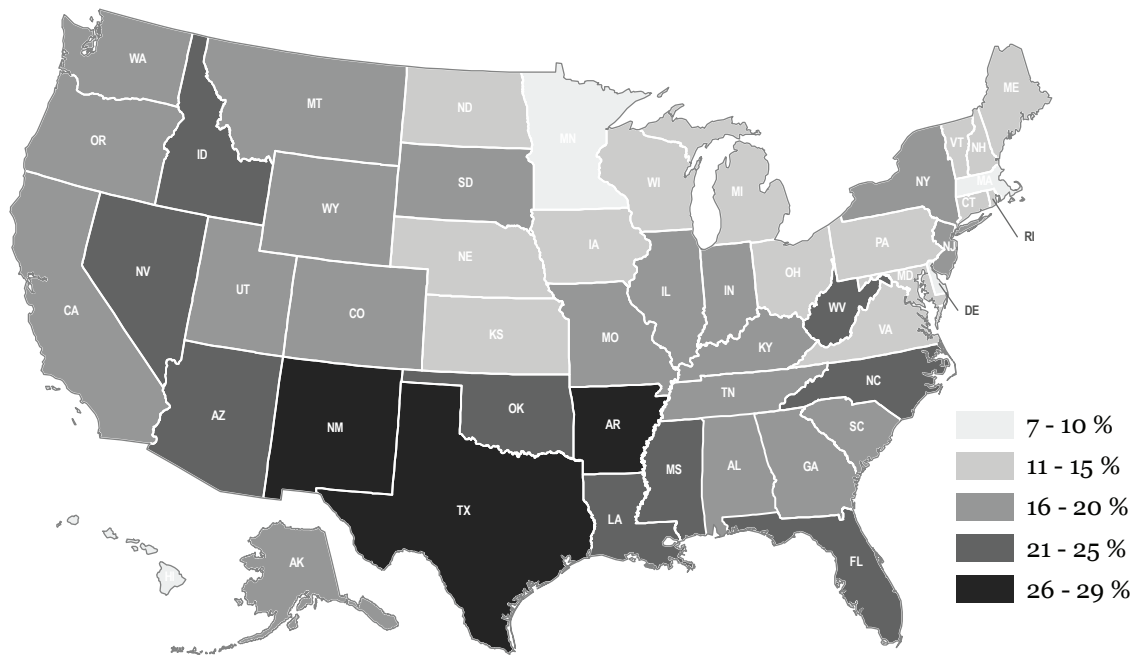 WA
MT
ND
MN
ME
OR
ID
SD
WI
MI
VT
NH
NY
MA
CT
RI
WY
NE
IA
PA
NJ
NV
UT
CO
IL
IN
OH
MD
DE
CA
KS
MO
WV
VA
KY
AZ
NM
OK
AR
TN
NC
SC
TX
MS
AL
GA
LA
FL
AK
HI
7 - 10 %
11 - 15 %
16 - 20 %
21 - 25 %
26 - 29 %